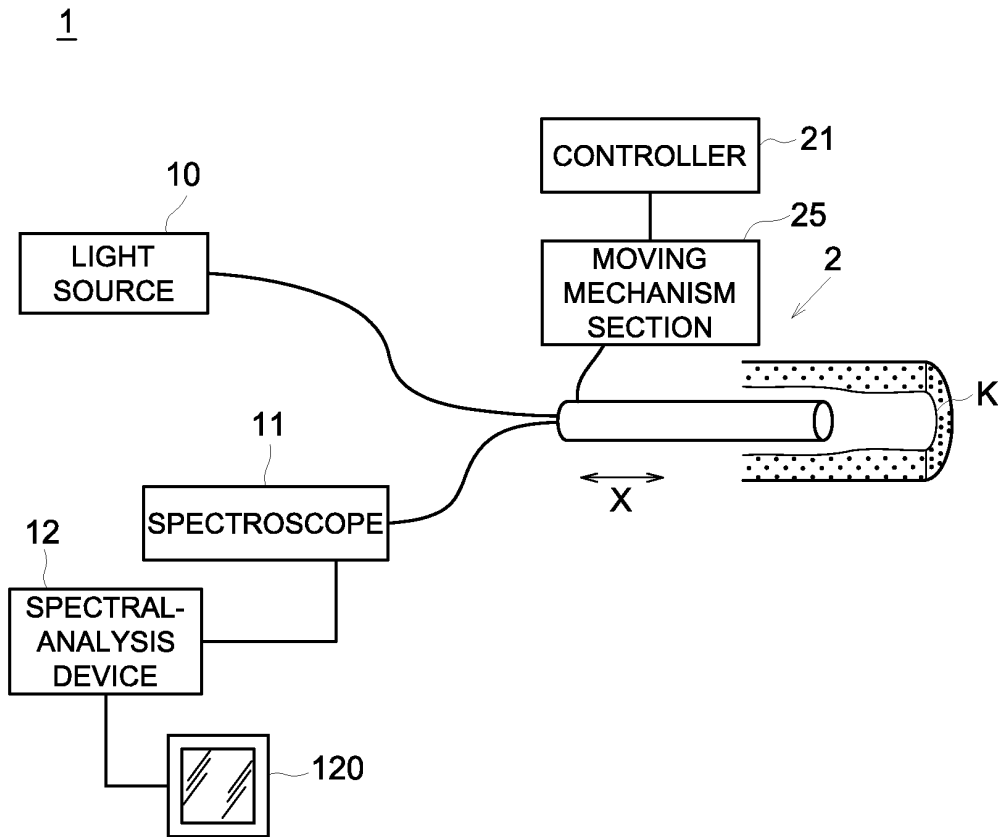 1
21
CONTROLLER
10
25
LIGHT
SOURCE
MOVING
MECHANISM
SECTION
2
K
11
X
SPECTROSCOPE
12
SPECTRAL-
ANALYSIS
DEVICE
120